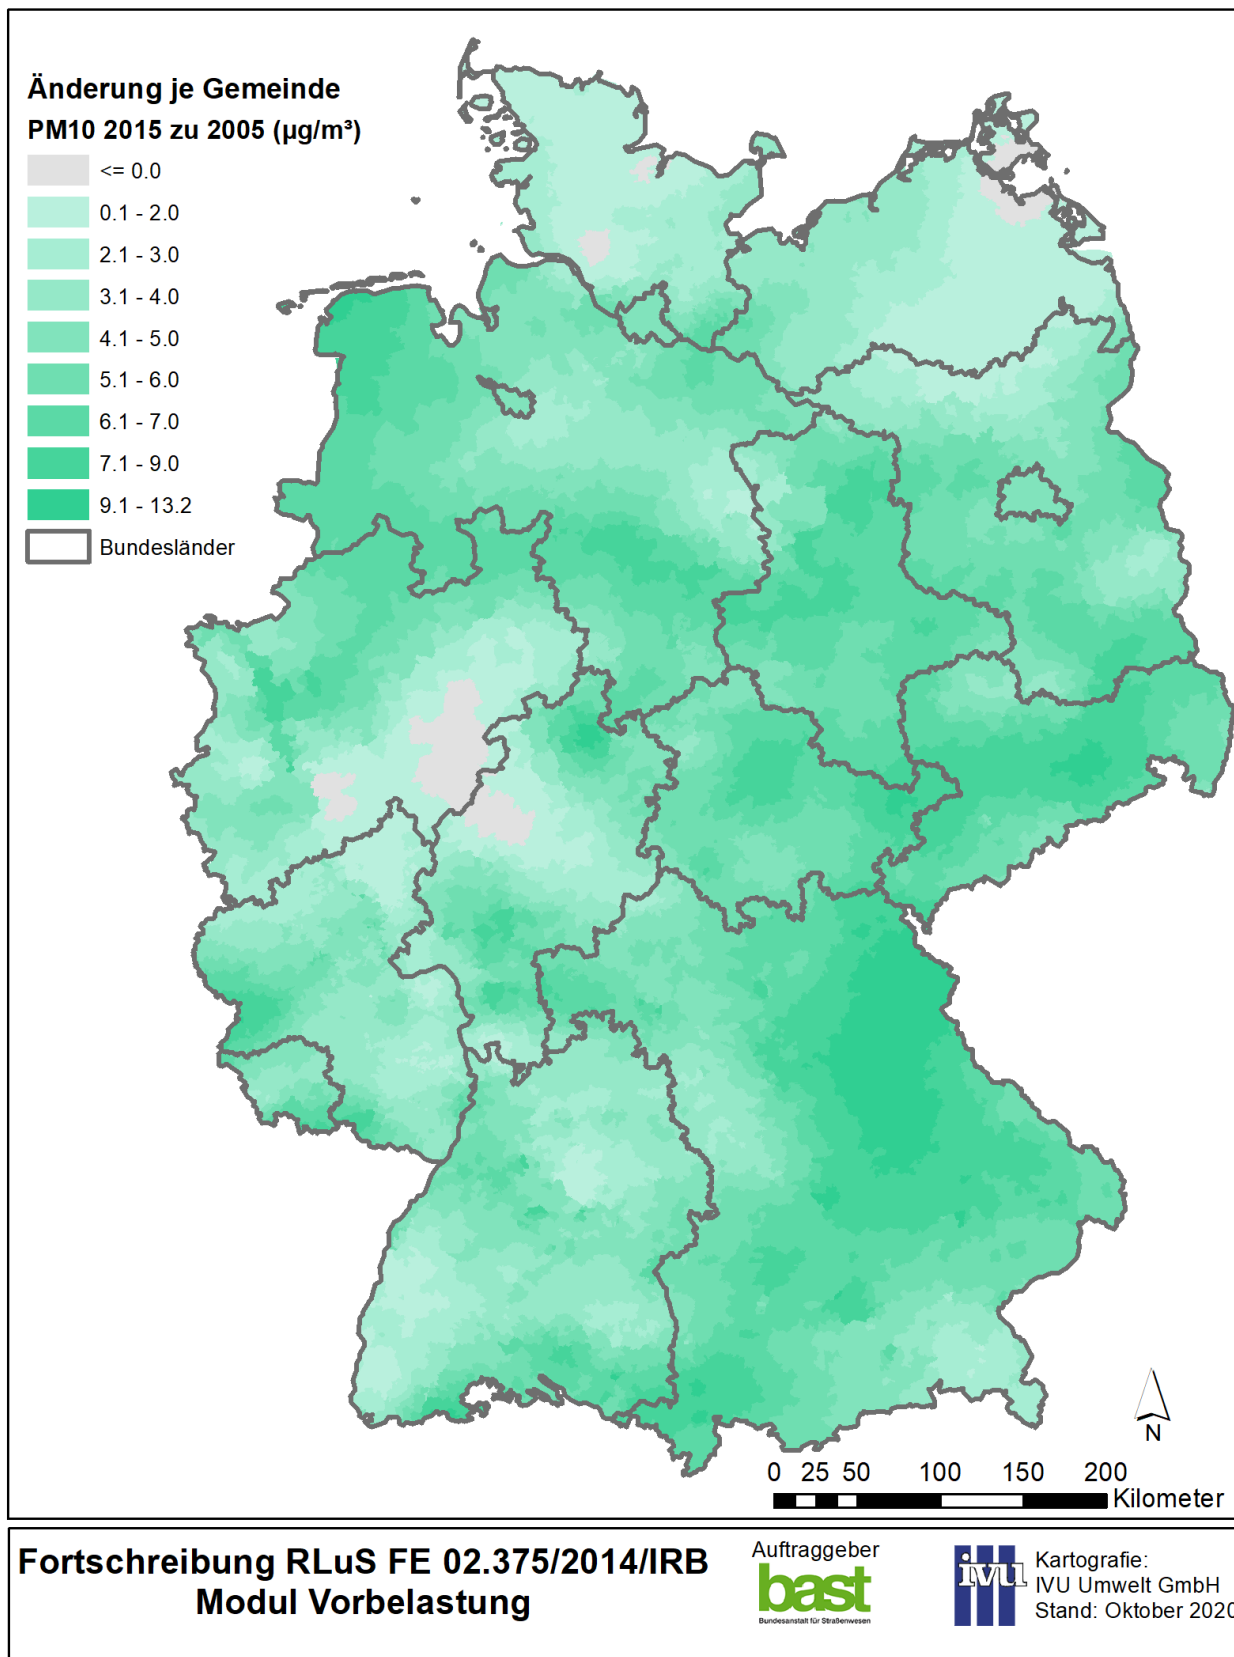 Änderung je Gemeinde
PM10 2015 zu 2005 (µg/m³)
<= 0.0
0.1 - 2.0
2.1 - 3.0
3.1 - 4.0
4.1 - 5.0
5.1 - 6.0
6.1 - 7.0
7.1 - 9.0
9.1 - 13.2
Bundesländer
N
0 25 50 100 150 200
Kilometer
Fortschreibung RLuS FE 02.375/2014/IRB
Modul Vorbelastung
Auftraggeber
bast
Bundesanstalt für Straßenwesen
ivu
Kartografie:
IVU Umwelt GmbH
Stand: Oktober 2020